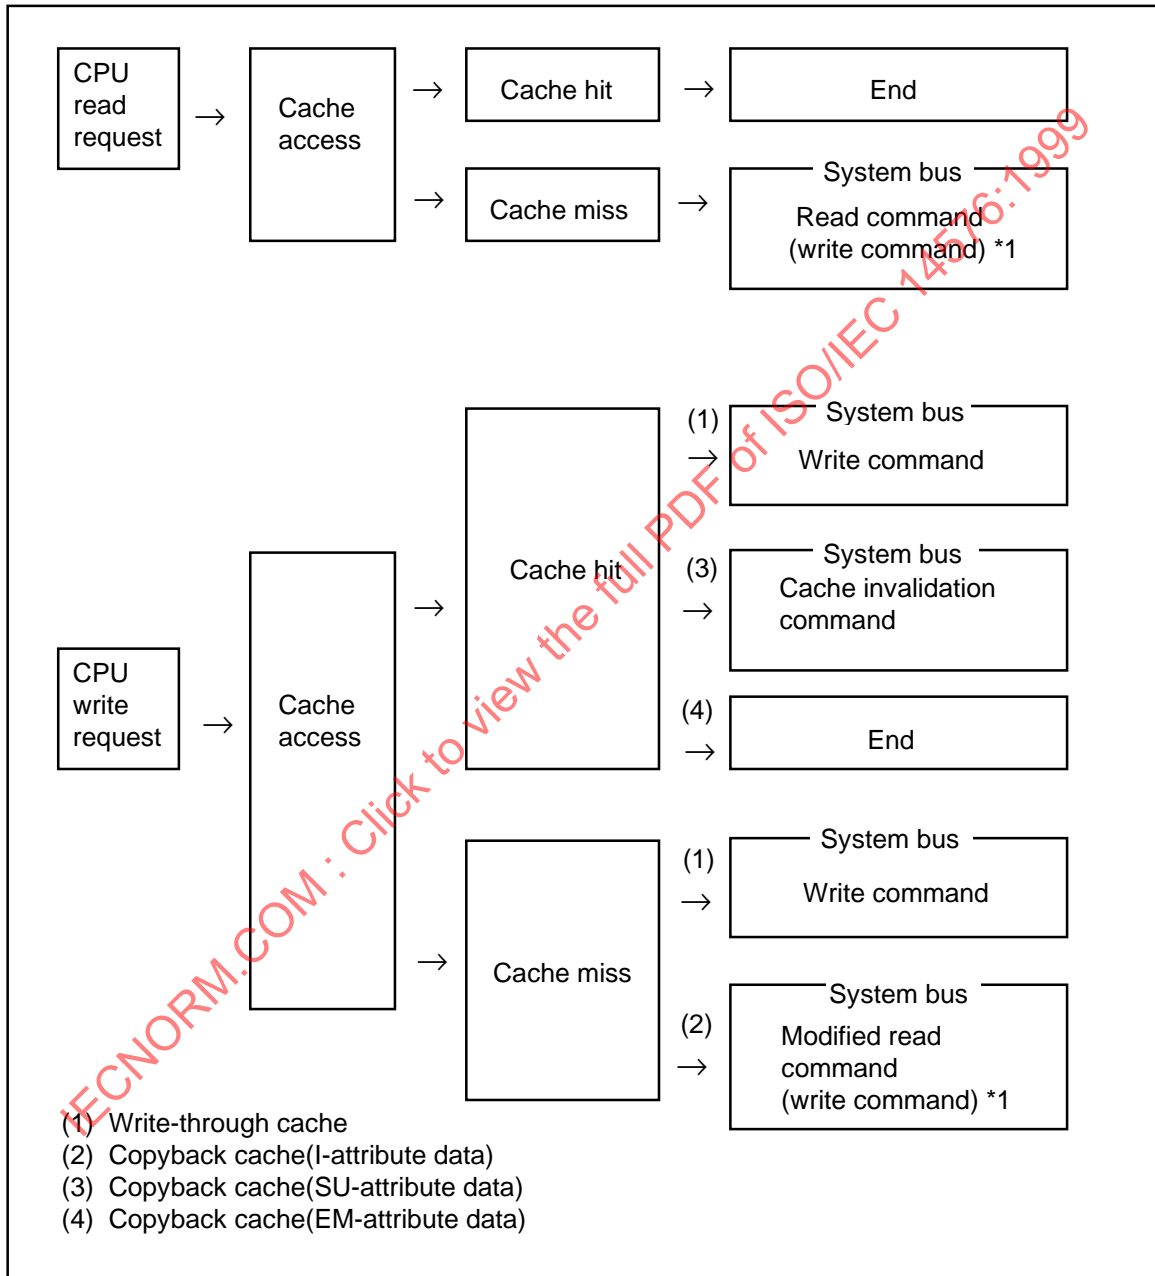 CPU
read
request
→
Cache
access
→
Cache hit
→
End
→
Cache miss
→
System bus
Read command
(write command) *1
CPU
write
request
→
Cache
access
→
Cache hit
(1)
→
System bus
Write command
(3)
→
System bus
Cache invalidation
command
(4)
→
End
→
Cache miss
(1)
→
System bus
Write command
(2)
→
System bus
Modified read
command
(write command) *1
(1) Write-through cache
(2) Copyback cache(I-attribute data)
(3) Copyback cache(SU-attribute data)
(4) Copyback cache(EM-attribute data)
IECNORM.COM : Click to view the full PDF of ISO/IEC 14576:1999